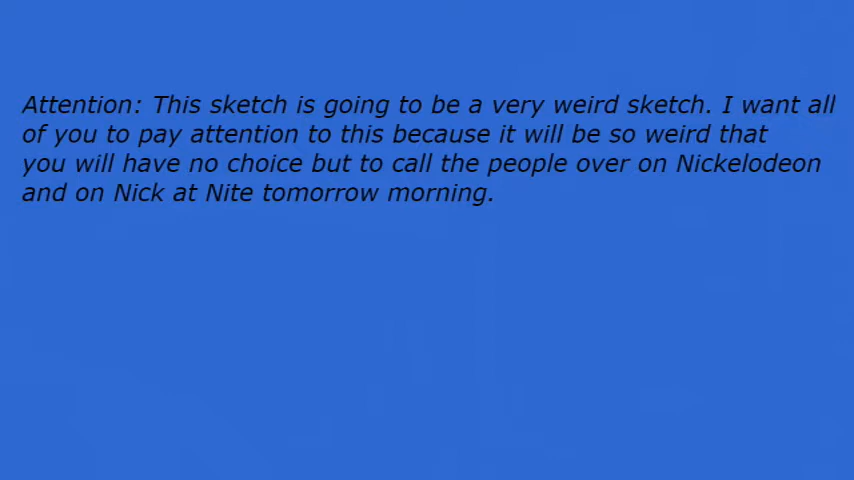 Attention: This sketch is going to be a very weird sketch. I want all
of you to pay attention to this because it will be so weird that
you will have no choice but to call the people over on Nickelodeon
and on Nick at Nite tomorrow morning.